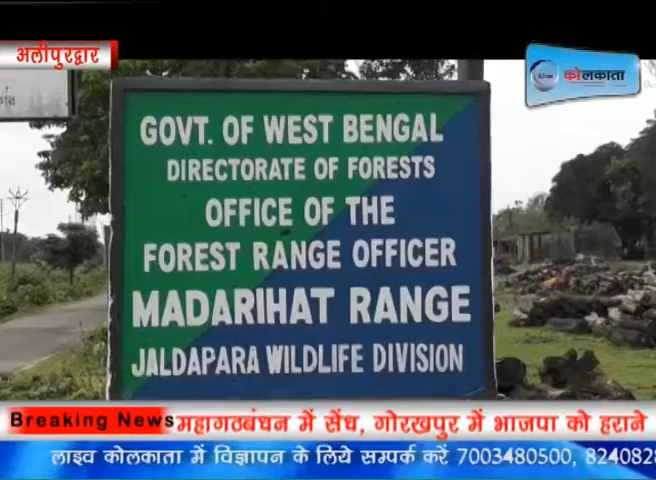 अलीपुरद्वार
कोलकाता
GOVT. OF WEST BENGAL
DIRECTORATE OF FORESTS
OFFICE OF THE
FOREST RANGE OFFICER
MADARIHAT RANGE
JALDAPARA WILDLIFE DIVISION
Breaking News महागठबंधन में सेंध, गोरखपुर में भाजपा को हराने
लाइव कोलकाता में विज्ञापन के लिये सम्पर्क करें 7003480500,